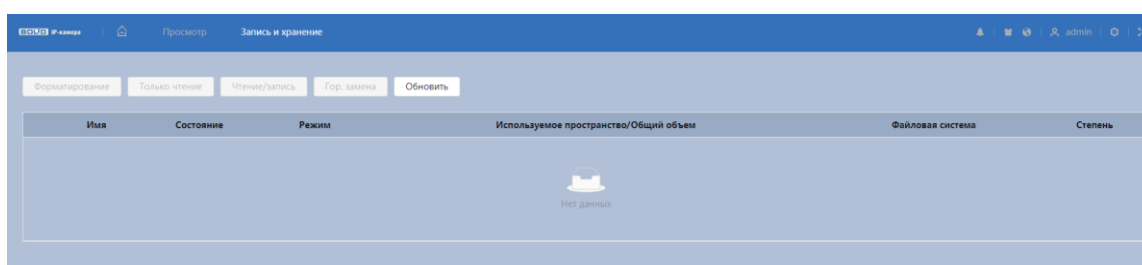 BOLID IP-камера Просмотр Запись и хранение admin
Форматирование Только чтение Чтение/запись Гор. замена Обновить
Имя Состояние Режим Используемое пространство/Общий объем Файловая система Степень
Нет данных